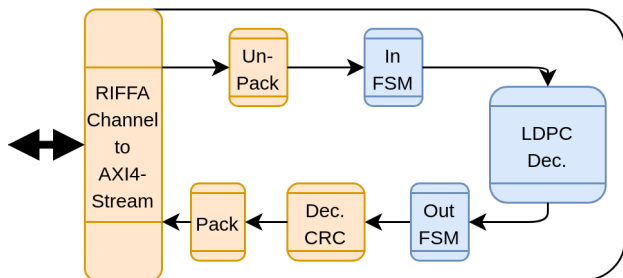 RIFFA
Channel
to
AXI4-
Stream
Un-
Pack
In
FSM
LDPC
Dec.
Pack
Dec.
CRC
Out
FSM